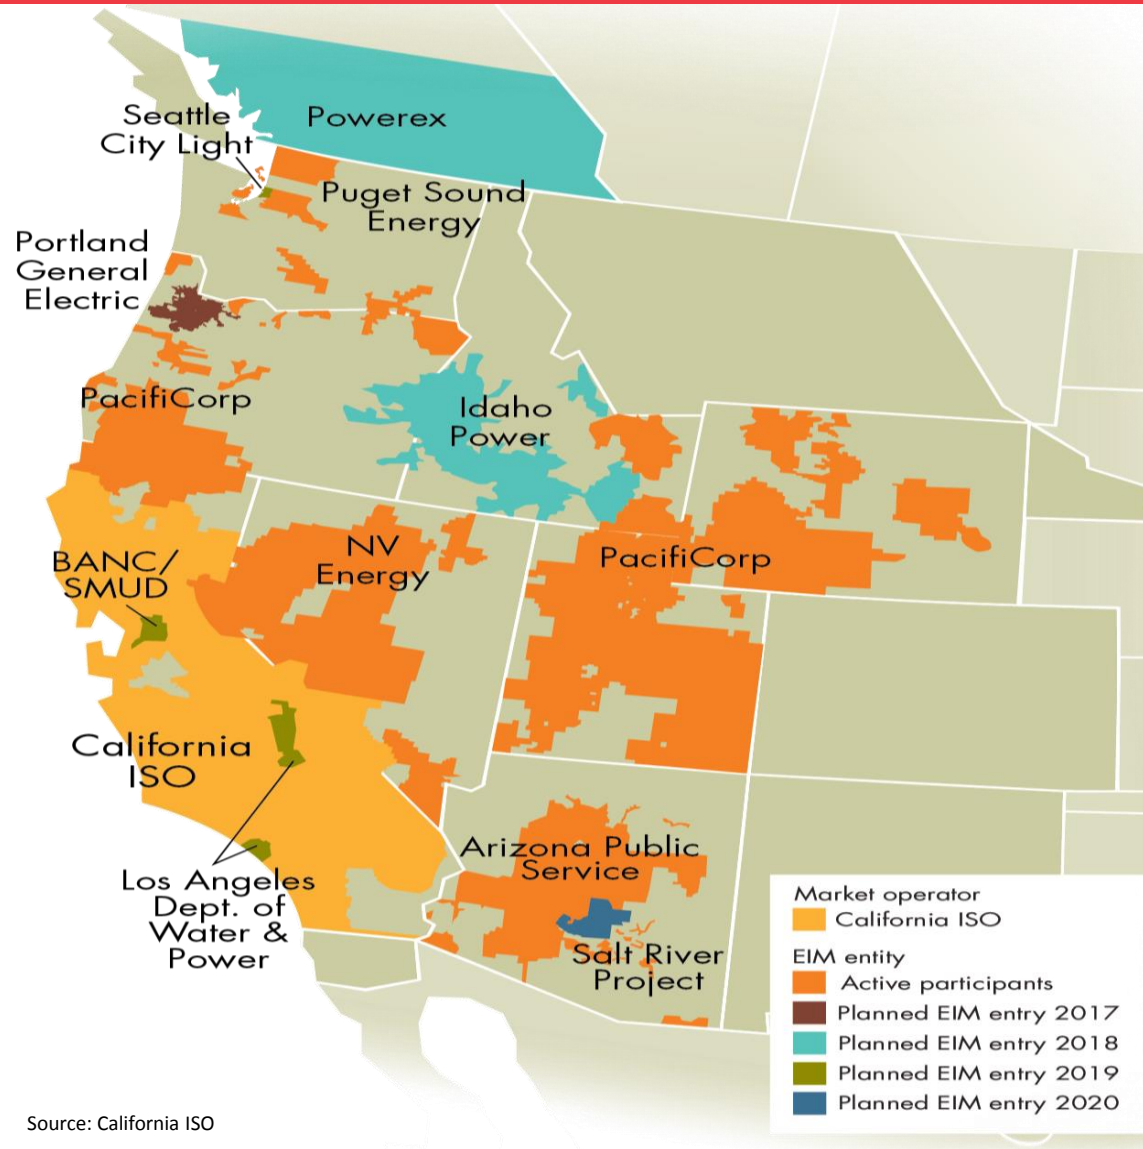 Powerex
Seattle
City Light
Puget Sound
Energy
Portland
General
Electric
PacifiCorp
Idaho
Power
NV
Energy
PacifiCorp
BANC/
SMUD
California
ISO
Arizona Public
Service
Los Angeles
Dept. of
Water &
Power
Salt River
Project
Market operator
California ISO
EIM entity
Active participants
Planned EIM entry 2017
Planned EIM entry 2018
Planned EIM entry 2019
Planned EIM entry 2020
Source: California ISO